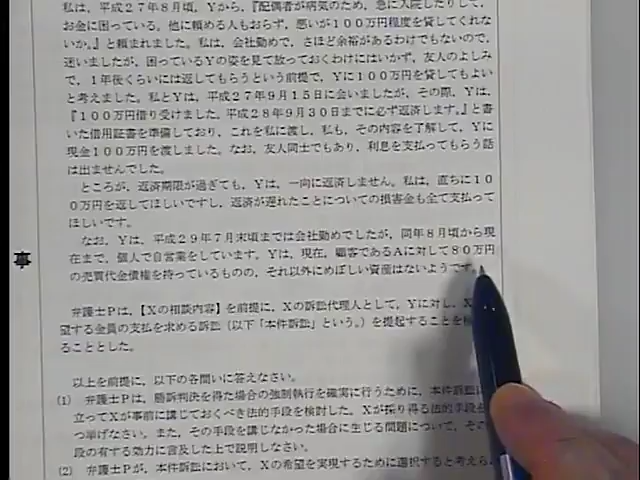 私は，平成２７年８月頃，Ｙから，『配偶者が病気のため，急に入院したりして，
お金に困っている。他に頼める人もおらず，悪いが１００万円程度を貸してくれな
いか。』と頼まれました。私は，会社勤めで，さほど余裕があるわけでもないので，
迷いましたが，困っているＹの姿を見て放っておくわけにはいかず，友人のよしみ
で，１年後くらいには返してもらうという前提で，Ｙに１００万円を貸してもよい
と考えました。私とＹは，平成２７年９月１５日に会いましたが，その際，Ｙは，
『１００万円借り受けました。平成２８年９月３０日までに必ず返済します。』と書
いた借用証書を準備しており，これを私に渡し，私も，その内容を了解して，Ｙに
現金１００万円を渡しました。なお，友人同士でもあり，利息を支払ってもらう話
は出ませんでした。
ところが，返済期限が過ぎても，Ｙは，一向に返済しません。私は，直ちに１０
０万円を返してほしいですし，返済が遅れたことについての損害金も全て支払って
ほしいです。
なお，Ｙは，平成２９年７月末頃までは会社勤めでしたが，同年８月頃から現
在まで，個人で自営業をしています。Ｙは，現在，顧客であるＡに対して８０万円
の売買代金債権を持っているものの，それ以外にめぼしい資産はないようです。
事
弁護士Ｐは，【Ｘの相談内容】を前提に，Ｘの訴訟代理人として，Ｙに対し，Ｘ
望する金員の支払を求める訴訟（以下「本件訴訟」という。）を提起することを
ることとした。
以上を前提に，以下の各問いに答えなさい。
(1) 弁護士Ｐは，勝訴判決を得た場合の強制執行を確実に行うために，本件訴訟に
立ってＸが事前に講じておくべき法的手段を検討した。Ｘが採り得る法的手段を
つ挙げなさい。また，その手段を講じなかった場合に生じる問題について，その
段の有する効力に言及した上で説明しなさい。
(2) 弁護士Ｐが，本件訴訟において，Ｘの希望を実現するために選択すると考えら